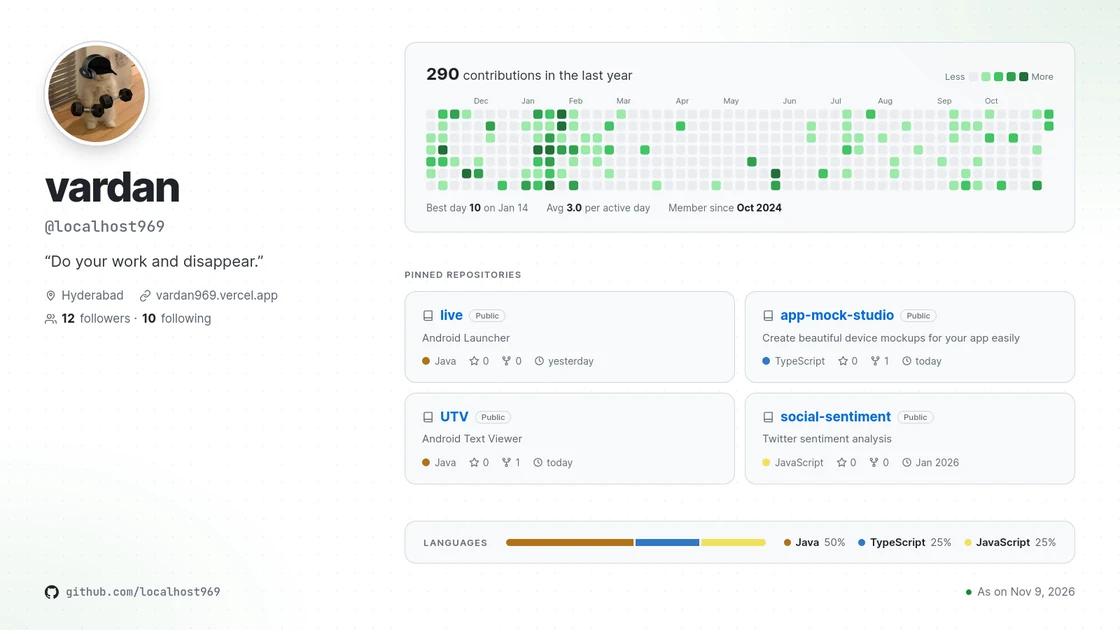 vardan
@localhost969
“Do your work and disappear.”
Hyderabad vardan969.vercel.app
12 followers · 10 following
290 contributions in the last year
Less More
Dec Jan Feb Mar Apr May Jun Jul Aug Sep Oct
Best day 10 on Jan 14 Avg 3.0 per active day Member since Oct 2024
PINNED REPOSITORIES
live Public
Android Launcher
Java 0 0 yesterday
app-mock-studio Public
Create beautiful device mockups for your app easily
TypeScript 0 1 today
UTV Public
Android Text Viewer
Java 0 1 today
social-sentiment Public
Twitter sentiment analysis
JavaScript 0 0 Jan 2026
LANGUAGES Java 50% TypeScript 25% JavaScript 25%
github.com/localhost969
As on Nov 9, 2026